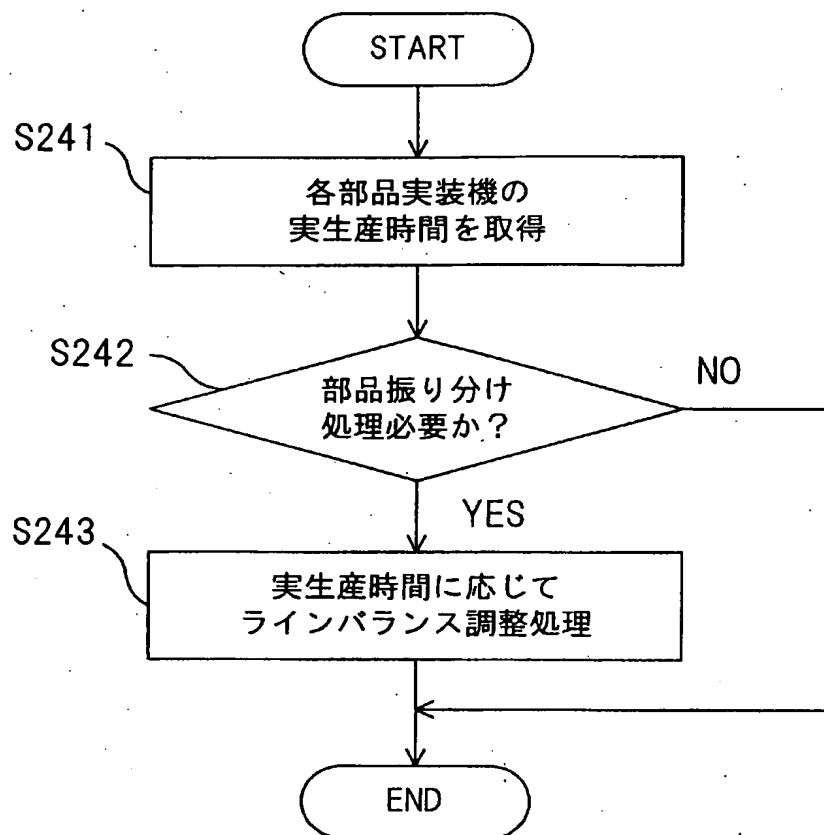 START
S241
各部品実装機の
実生産時間を取得
S242
部品振り分け
処理必要か？
NO
YES
S243
実生産時間に応じて
ラインバランス調整処理
END